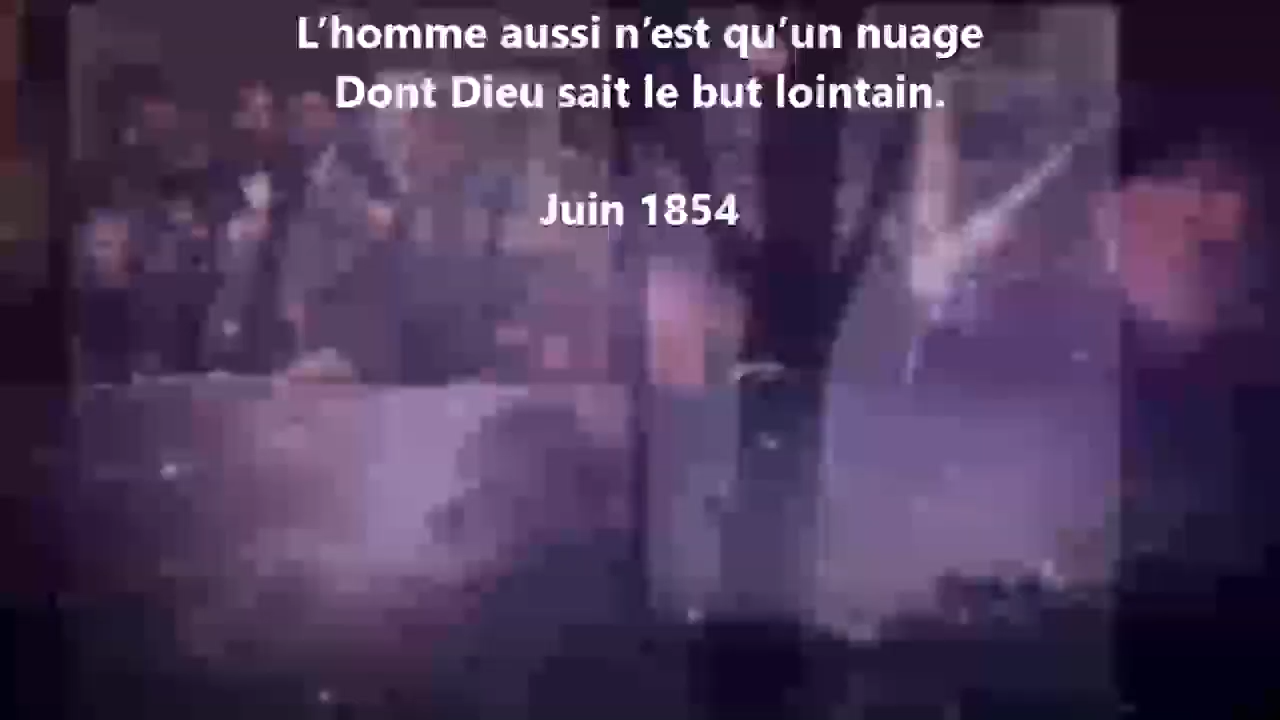 L’homme aussi n’est qu’un nuage
Dont Dieu sait le but lointain.
Juin 1854